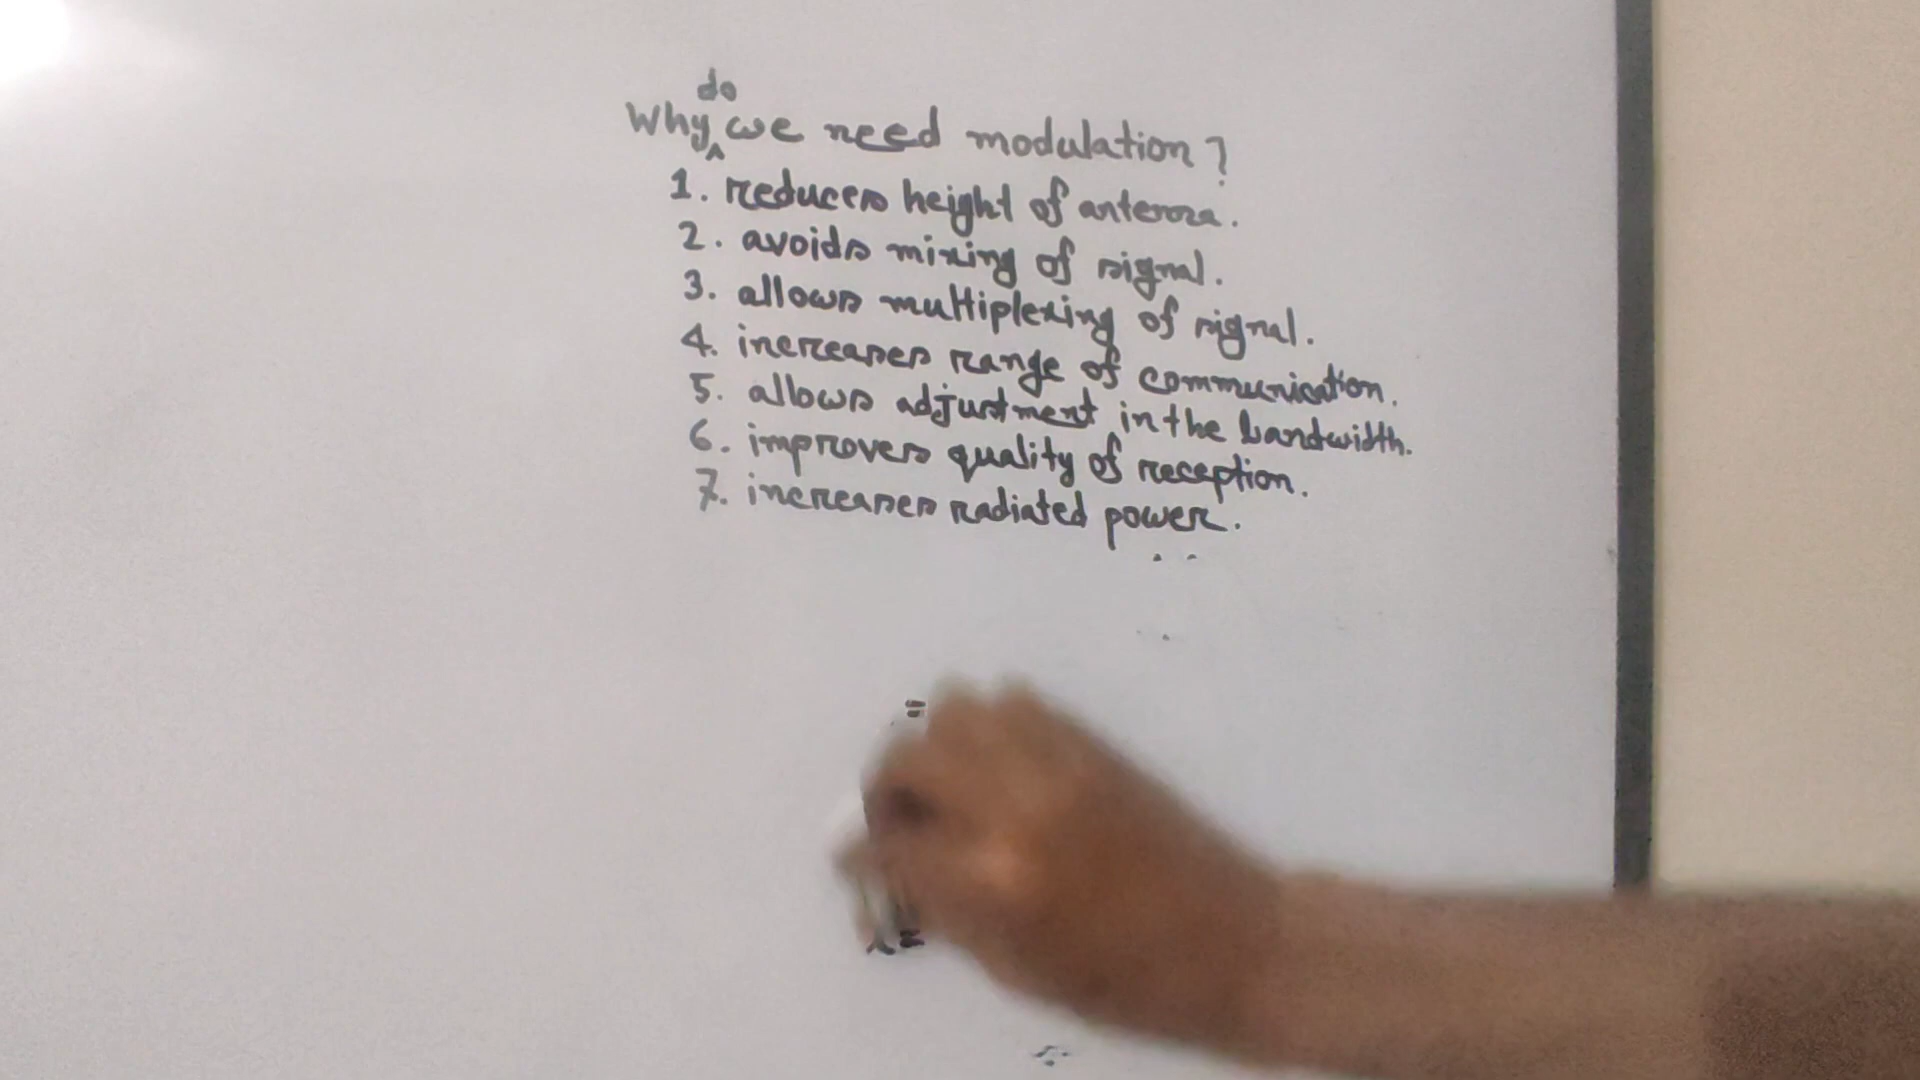 Why do we need modulation?
1. reduces height of antenna.
2. avoids mixing of signal.
3. allows multiplexing of signal.
4. increases range of communication.
5. allows adjustment in the bandwidth.
6. improves quality of reception.
7. increases radiated power.
=